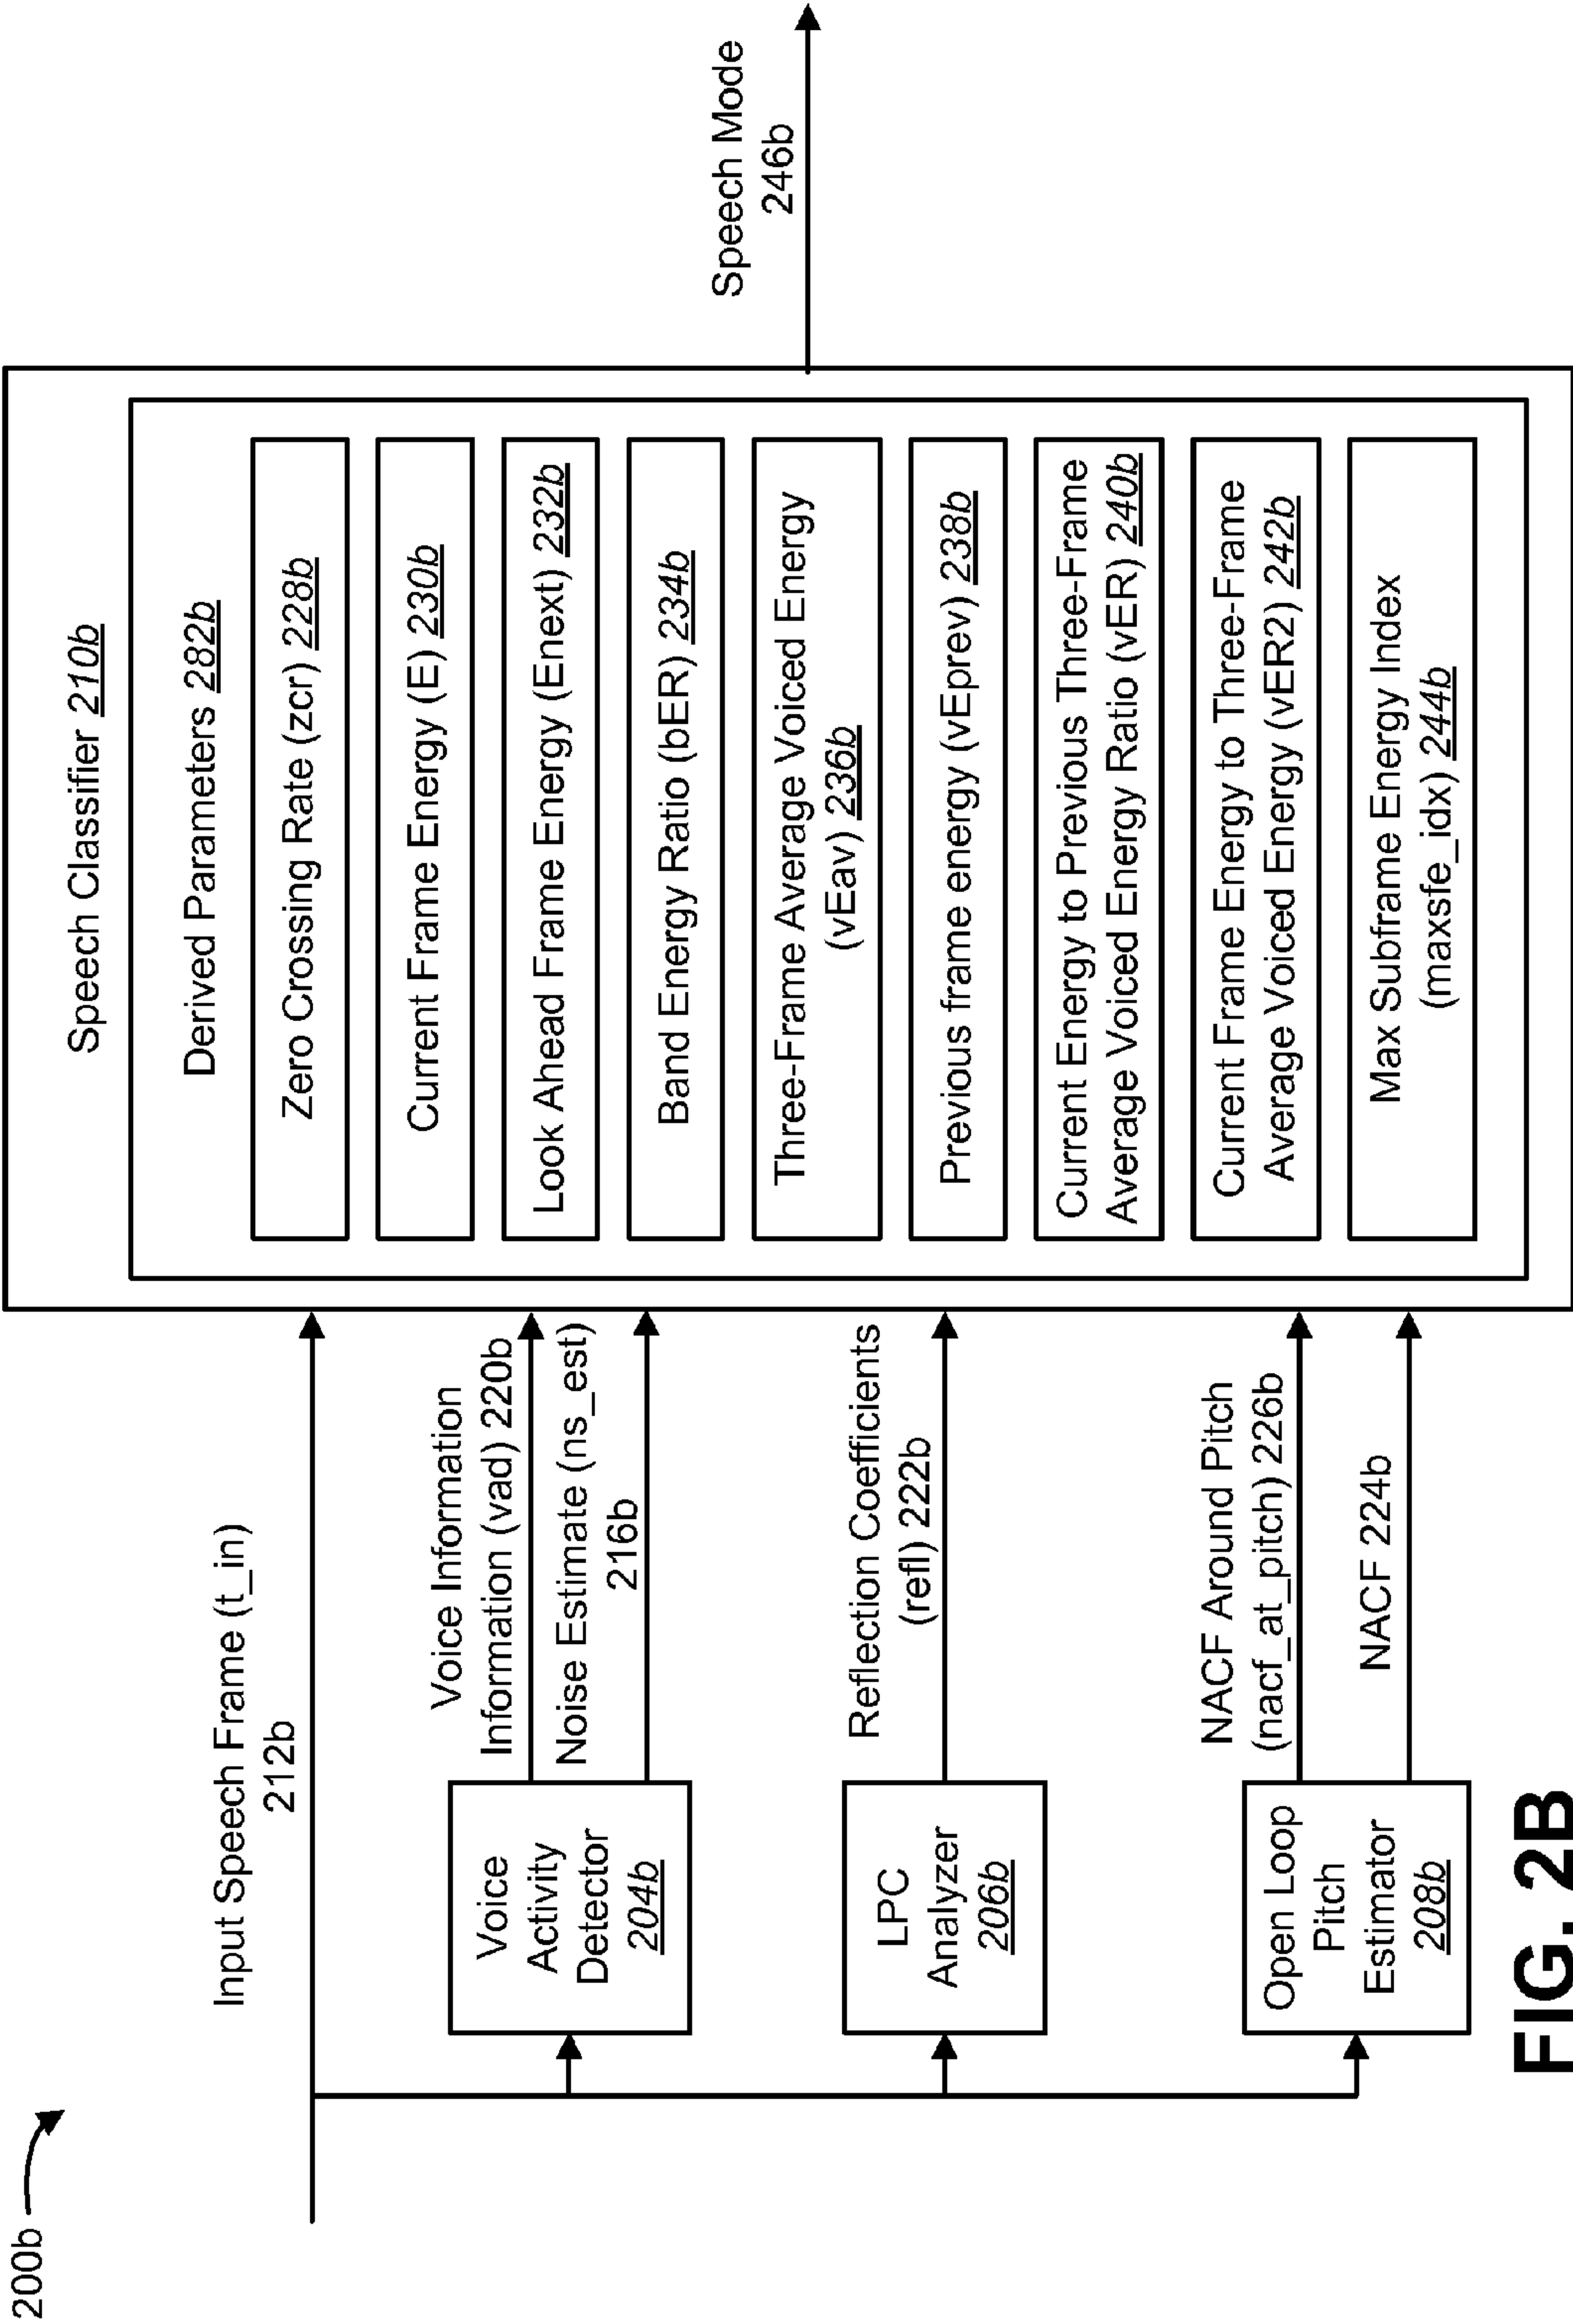 200b
Input Speech Frame (t_in)
212b
Voice
Activity
Detector
204b
Voice Information
Information (vad) 220b
Noise Estimate (ns_est)
216b
LPC
Analyzer
206b
Reflection Coefficients
(refl) 222b
Open Loop
Pitch
Estimator
208b
NACF Around Pitch
(nacf_at_pitch) 226b
NACF 224b
Speech Classifier 210b
Derived Parameters 282b
Zero Crossing Rate (zcr) 228b
Current Frame Energy (E) 230b
Look Ahead Frame Energy (Enext) 232b
Band Energy Ratio (bER) 234b
Three-Frame Average Voiced Energy
(vEav) 236b
Previous frame energy (vEprev) 238b
Current Energy to Previous Three-Frame
Average Voiced Energy Ratio (vER) 240b
Current Frame Energy to Three-Frame
Average Voiced Energy (vER2) 242b
Max Subframe Energy Index
(maxsfe_idx) 244b
Speech Mode
246b
FIG. 2B